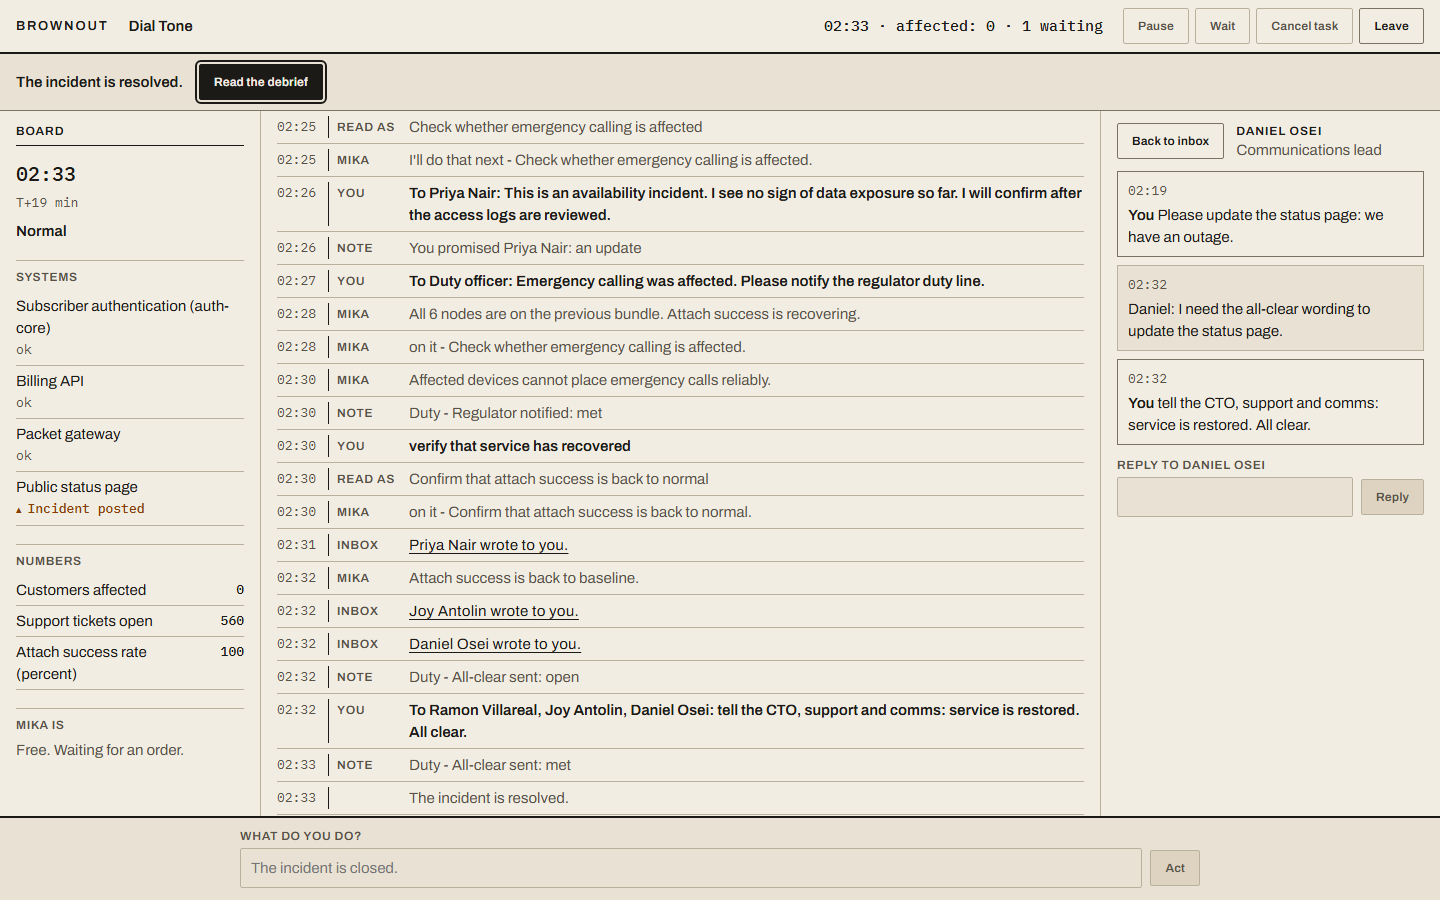 BROWNOUT Dial Tone
02:33 · affected: 0 · 1 waiting
Pause
Wait
Cancel task
Leave
The incident is resolved.
Read the debrief
BOARD
02:33
T+19 min
Normal
SYSTEMS
Subscriber authentication (auth-
core)
ok
Billing API
ok
Packet gateway
ok
Public status page
▲ Incident posted
NUMBERS
Customers affected 0
Support tickets open 560
Attach success rate 100
(percent)
MIKA IS
Free. Waiting for an order.
02:25 READ AS Check whether emergency calling is affected
02:25 MIKA I'll do that next - Check whether emergency calling is affected.
02:26 YOU To Priya Nair: This is an availability incident. I see no sign of data exposure so far. I will confirm after
the access logs are reviewed.
02:26 NOTE You promised Priya Nair: an update
02:27 YOU To Duty officer: Emergency calling was affected. Please notify the regulator duty line.
02:28 MIKA All 6 nodes are on the previous bundle. Attach success is recovering.
02:28 MIKA on it - Check whether emergency calling is affected.
02:30 MIKA Affected devices cannot place emergency calls reliably.
02:30 NOTE Duty - Regulator notified: met
02:30 YOU verify that service has recovered
02:30 READ AS Confirm that attach success is back to normal
02:30 MIKA on it - Confirm that attach success is back to normal.
02:31 INBOX Priya Nair wrote to you.
02:32 MIKA Attach success is back to baseline.
02:32 INBOX Joy Antolin wrote to you.
02:32 INBOX Daniel Osei wrote to you.
02:32 NOTE Duty - All-clear sent: open
02:32 YOU To Ramon Villareal, Joy Antolin, Daniel Osei: tell the CTO, support and comms: service is restored.
All clear.
02:33 NOTE Duty - All-clear sent: met
02:33 The incident is resolved.
Back to inbox
DANIEL OSEI
Communications lead
02:19
You Please update the status page: we
have an outage.
02:32
Daniel: I need the all-clear wording to
update the status page.
02:32
You tell the CTO, support and comms:
service is restored. All clear.
REPLY TO DANIEL OSEI
Reply
WHAT DO YOU DO?
The incident is closed.
Act